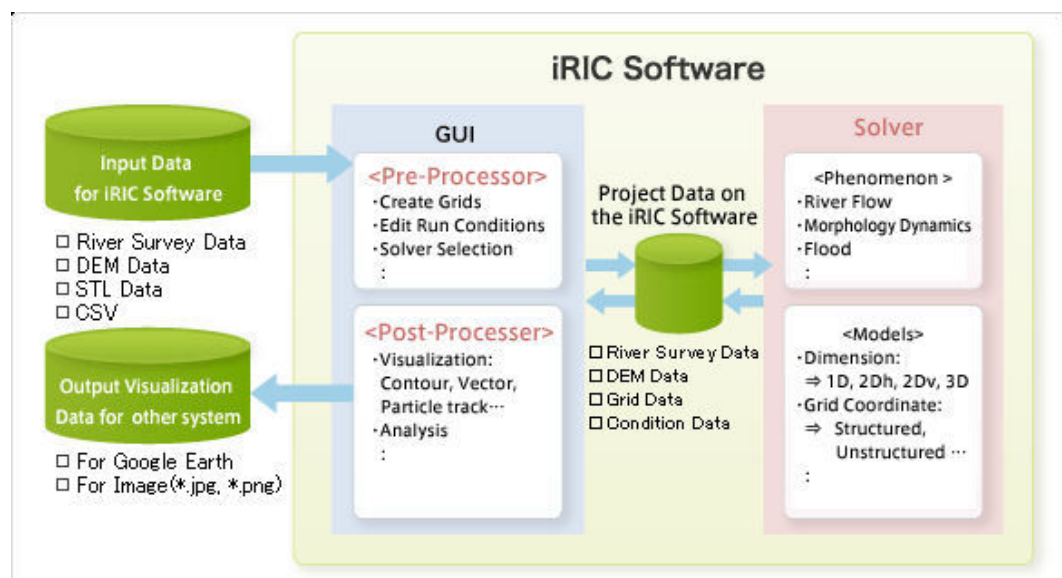 iRIC Software
Input Data
for iRIC Software
□ River Survey Data
□ DEM Data
□ STL Data
□ CSV
Output Visualization
Data for other system
□ For Google Earth
□ For Image(*.jpg, *.png)
GUI
<Pre-Processor>
・Create Grids
・Edit Run Conditions
・Solver Selection
:
<Post-Processer>
・Visualization:
Contour, Vector,
Particle track…
・Analysis
:
Project Data on
the iRIC Software
□ River Survey Data
□ DEM Data
□ Grid Data
□ Condition Data
Solver
<Phenomenon >
・River Flow
・Morphology Dynamics
・Flood
:
<Models>
・Dimension:
⇒ 1D, 2Dh, 2Dv, 3D
・Grid Coordinate:
⇒ Structured,
Unstructured …
: